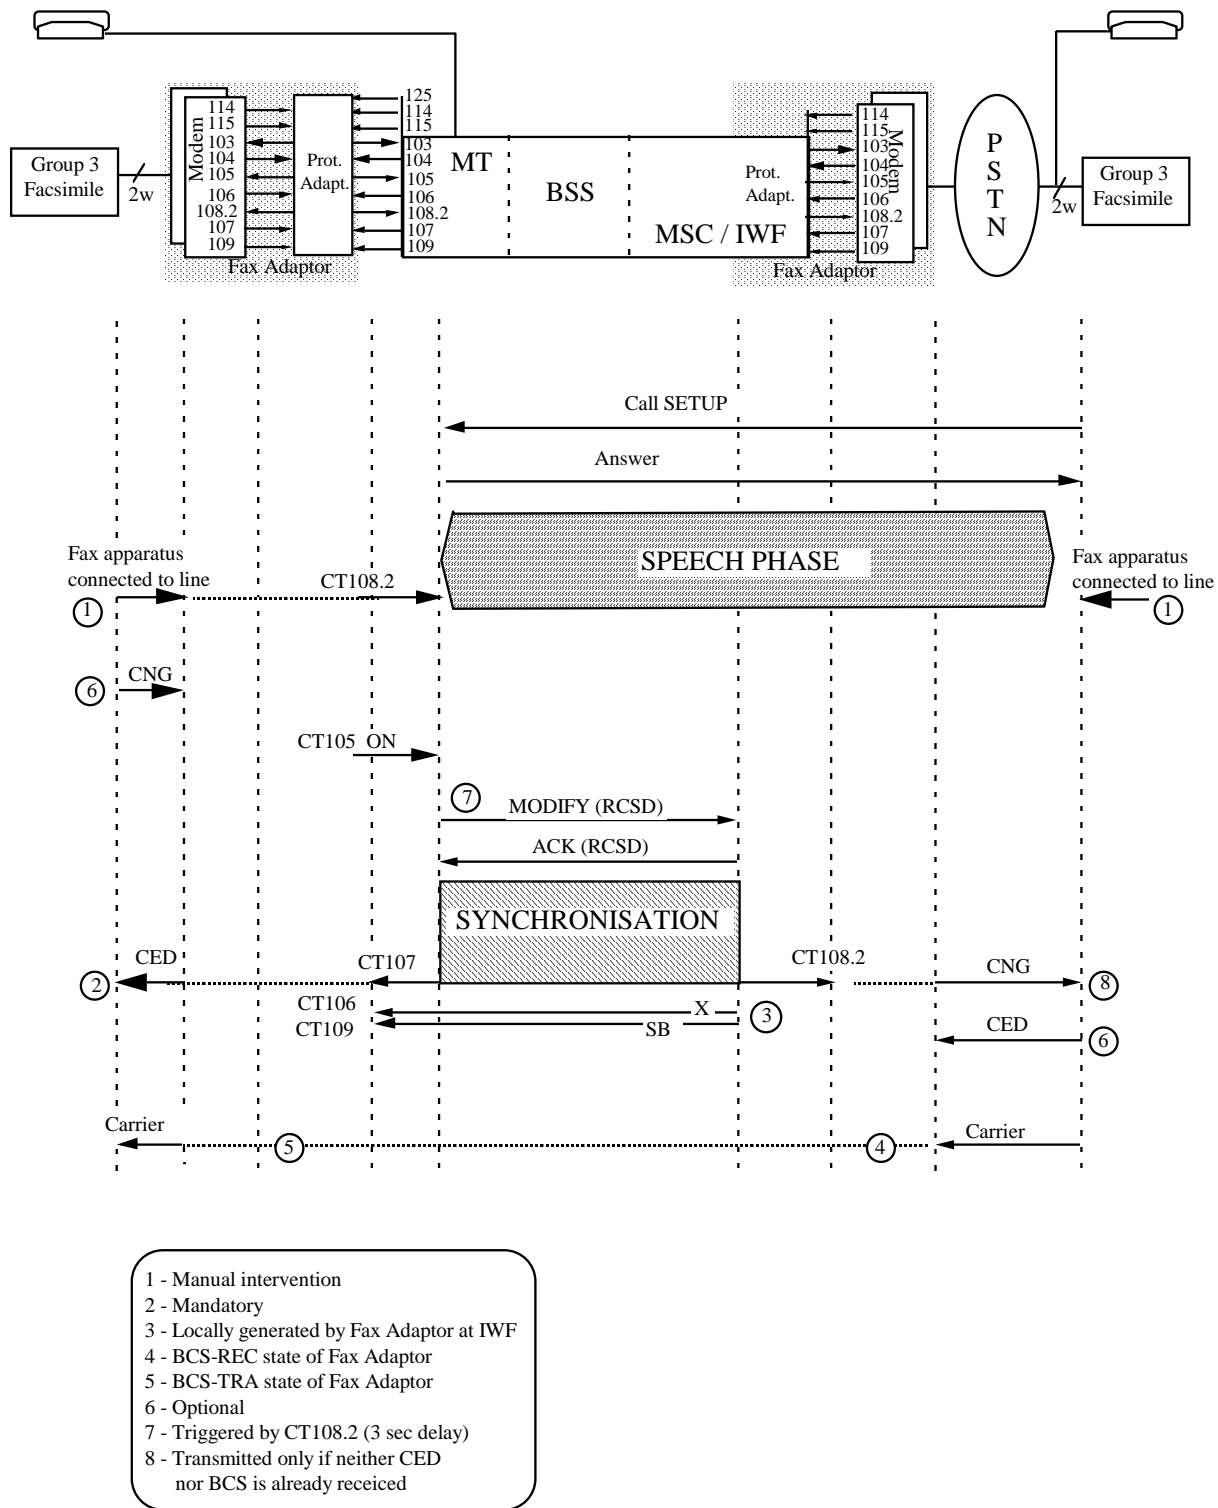 125
114
115
103
104
105
106
108.2
107
109
Modem
Prot.
Adapt.
114
115
103
104
105
106
108.2
107
109
Group 3
Facsimile
2w
Fax Adaptor
MT
BSS
MSC / IWF
Prot.
Adapt.
114
115
103
104
105
106
108.2
107
109
Modem
Fax Adaptor
P
S
T
N
2w
Group 3
Facsimile
Call SETUP
Answer
SPEECH PHASE
Fax apparatus
connected to line
1
CT108.2
Fax apparatus
connected to line
1
6
CNG
CT105 ON
7
MODIFY (RCSD)
ACK (RCSD)
SYNCHRONISATION
2
CED
CT107
CT108.2
CNG
8
CT106
X
3
CT109
SB
CED
6
Carrier
5
4
Carrier
1 - Manual intervention
2 - Mandatory
3 - Locally generated by Fax Adaptor at IWF
4 - BCS-REC state of Fax Adaptor
5 - BCS-TRA state of Fax Adaptor
6 - Optional
7 - Triggered by CT108.2 (3 sec delay)
8 - Transmitted only if neither CED
nor BCS is already receiced